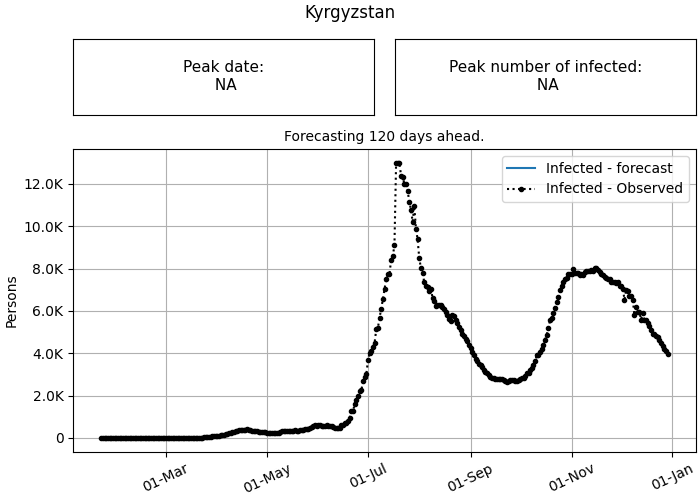 Kyrgyzstan
Peak date:
NA
Peak number of infected:
NA
Forecasting 120 days ahead.
Infected - forecast
Infected - Observed
Persons
12.0K
10.0K
8.0K
6.0K
4.0K
2.0K
0
01-Mar
01-May
01-Jul
01-Sep
01-Nov
01-Jan